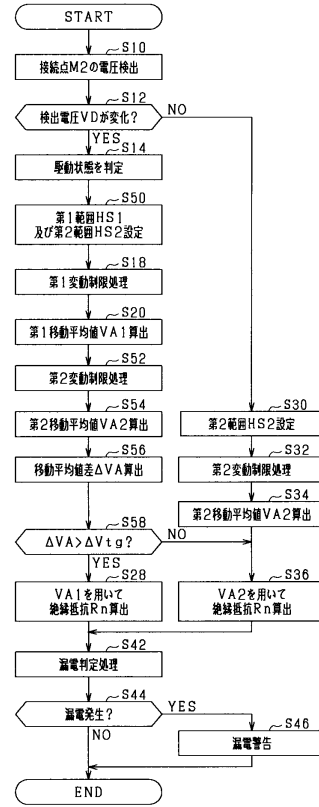 START
S10
接続点M2の電圧検出
S12
検出電圧VDが変化?
NO
YES
S14
駆動状態を判定
S50
第1範囲HS1
及び第2範囲HS2設定
S18
第1変動制限処理
S20
第1移動平均値VA1算出
S52
第2変動制限処理
S54
第2移動平均値VA2算出
S56
移動平均値差ΔVA算出
S30
第2範囲HS2設定
S32
第2変動制限処理
S34
第2移動平均値VA2算出
S58
ΔVA>ΔVtg?
NO
YES
S28
VA1を用いて
絶縁抵抗Rn算出
S36
VA2を用いて
絶縁抵抗Rn算出
S42
漏電判定処理
S44
漏電発生?
YES
NO
S46
漏電警告
END